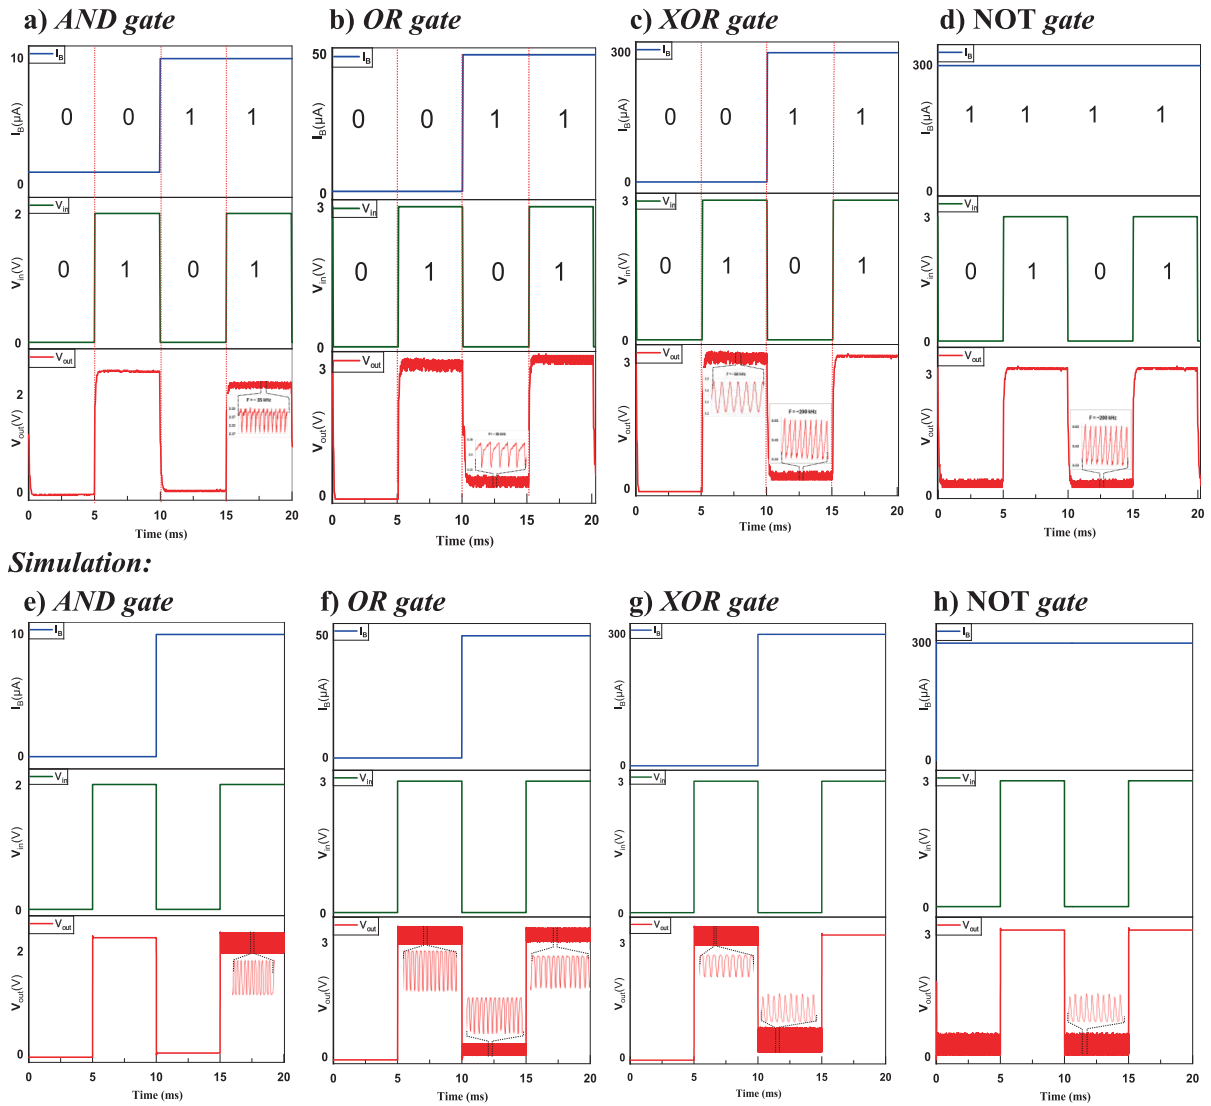 a) AND gate
b) OR gate
c) XOR gate
d) NOT gate
10
I_B
I_B(μA)
0 0 1 1
0
2
V_in
V_in(V)
0 1 0 1
0
V_out
2
V_out(V)
F = ~ 35 kHz
0
0 5 10 15 20
Time (ms)
50
I_B
I_B(μA)
0 0 1 1
0
3
V_in
V_in(V)
0 1 0 1
0
V_out
3
V_out(V)
0
0 5 10 15 20
Time (ms)
300
I_B
I_B(μA)
0 0 1 1
0
3
V_in
V_in(V)
0 1 0 1
0
V_out
3
V_out(V)
F = ~200 kHz
0
0 5 10 15 20
Time (ms)
300
I_B
I_B(μA)
1 1 1 1
0
V_in
3
V_in(V)
0 1 0 1
0
V_out
3
V_out(V)
F = ~200 kHz
0
0 5 10 15 20
Time (ms)
Simulation:
e) AND gate
f) OR gate
g) XOR gate
h) NOT gate
10
I_B
I_B(μA)
0
2
V_in
V_in(V)
0
V_out
2
V_out(V)
0
0 5 10 15 20
Time (ms)
50
I_B
I_B(μA)
0
3
V_in
V_in(V)
0
V_out
3
V_out(V)
0
0 5 10 15 20
Time (ms)
300
I_B
I_B(μA)
0
3
V_in
V_in(V)
0
V_out
3
V_out(V)
0
0 5 10 15 20
Time (ms)
300
I_B
I_B(μA)
0
3
V_in
V_in(V)
0
3
V_out
V_out(V)
0
0 5 10 15 20
Time (ms)